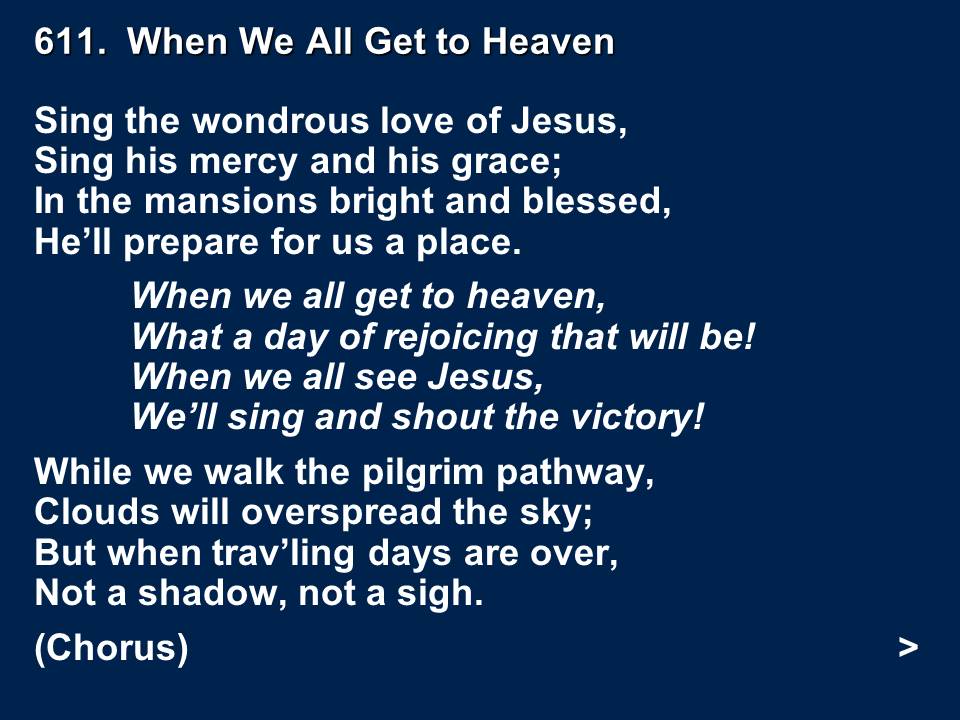 611.  When We All Get to Heaven
Sing the wondrous love of Jesus,
Sing his mercy and his grace;
In the mansions bright and blessed,
He’ll prepare for us a place.
When we all get to heaven,
What a day of rejoicing that will be!
When we all see Jesus,
We’ll sing and shout the victory!
While we walk the pilgrim pathway,
Clouds will overspread the sky;
But when trav’ling days are over,
Not a shadow, not a sigh.
(Chorus) >